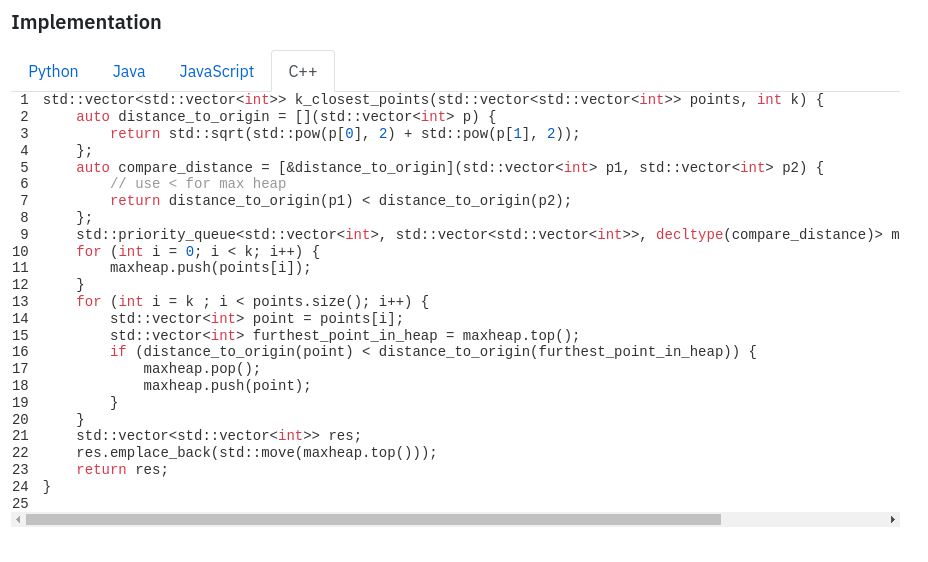 Implementation
Python Java JavaScript C++
1 std::vector<std::vector<int>> k_closest_points(std::vector<std::vector<int>> points, int k) {
2     auto distance_to_origin = [](std::vector<int> p) {
3         return std::sqrt(std::pow(p[0], 2) + std::pow(p[1], 2));
4     };
5     auto compare_distance = [&distance_to_origin](std::vector<int> p1, std::vector<int> p2) {
6         // use < for max heap
7         return distance_to_origin(p1) < distance_to_origin(p2);
8     };
9     std::priority_queue<std::vector<int>, std::vector<std::vector<int>>, decltype(compare_distance)> m
10     for (int i = 0; i < k; i++) {
11         maxheap.push(points[i]);
12     }
13     for (int i = k ; i < points.size(); i++) {
14         std::vector<int> point = points[i];
15         std::vector<int> furthest_point_in_heap = maxheap.top();
16         if (distance_to_origin(point) < distance_to_origin(furthest_point_in_heap)) {
17             maxheap.pop();
18             maxheap.push(point);
19         }
20     }
21     std::vector<std::vector<int>> res;
22     res.emplace_back(std::move(maxheap.top()));
23     return res;
24 }
25